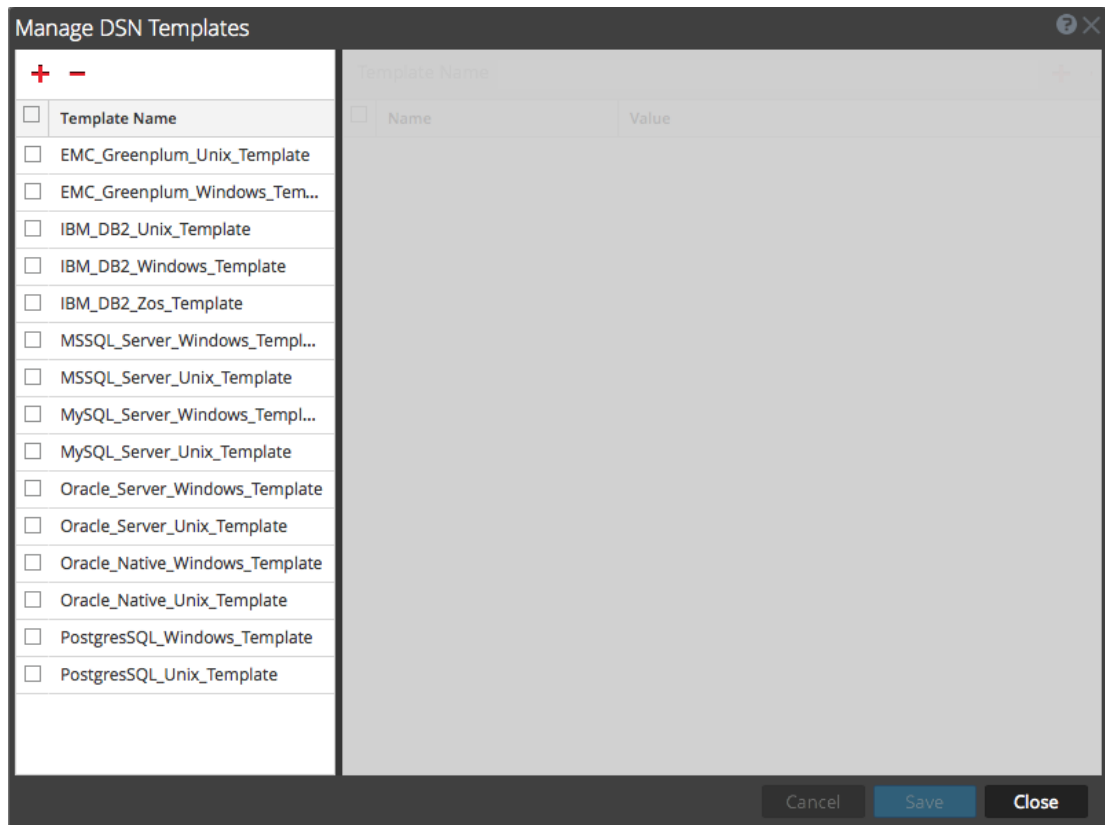 Manage DSN Templates
Template Name
Template Name
Name Value
EMC_Greenplum_Unix_Template
EMC_Greenplum_Windows_Tem...
IBM_DB2_Unix_Template
IBM_DB2_Windows_Template
IBM_DB2_Zos_Template
MSSQL_Server_Windows_Templ...
MSSQL_Server_Unix_Template
MySQL_Server_Windows_Templ...
MySQL_Server_Unix_Template
Oracle_Server_Windows_Template
Oracle_Server_Unix_Template
Oracle_Native_Windows_Template
Oracle_Native_Unix_Template
PostgresSQL_Windows_Template
PostgresSQL_Unix_Template
Cancel Save Close